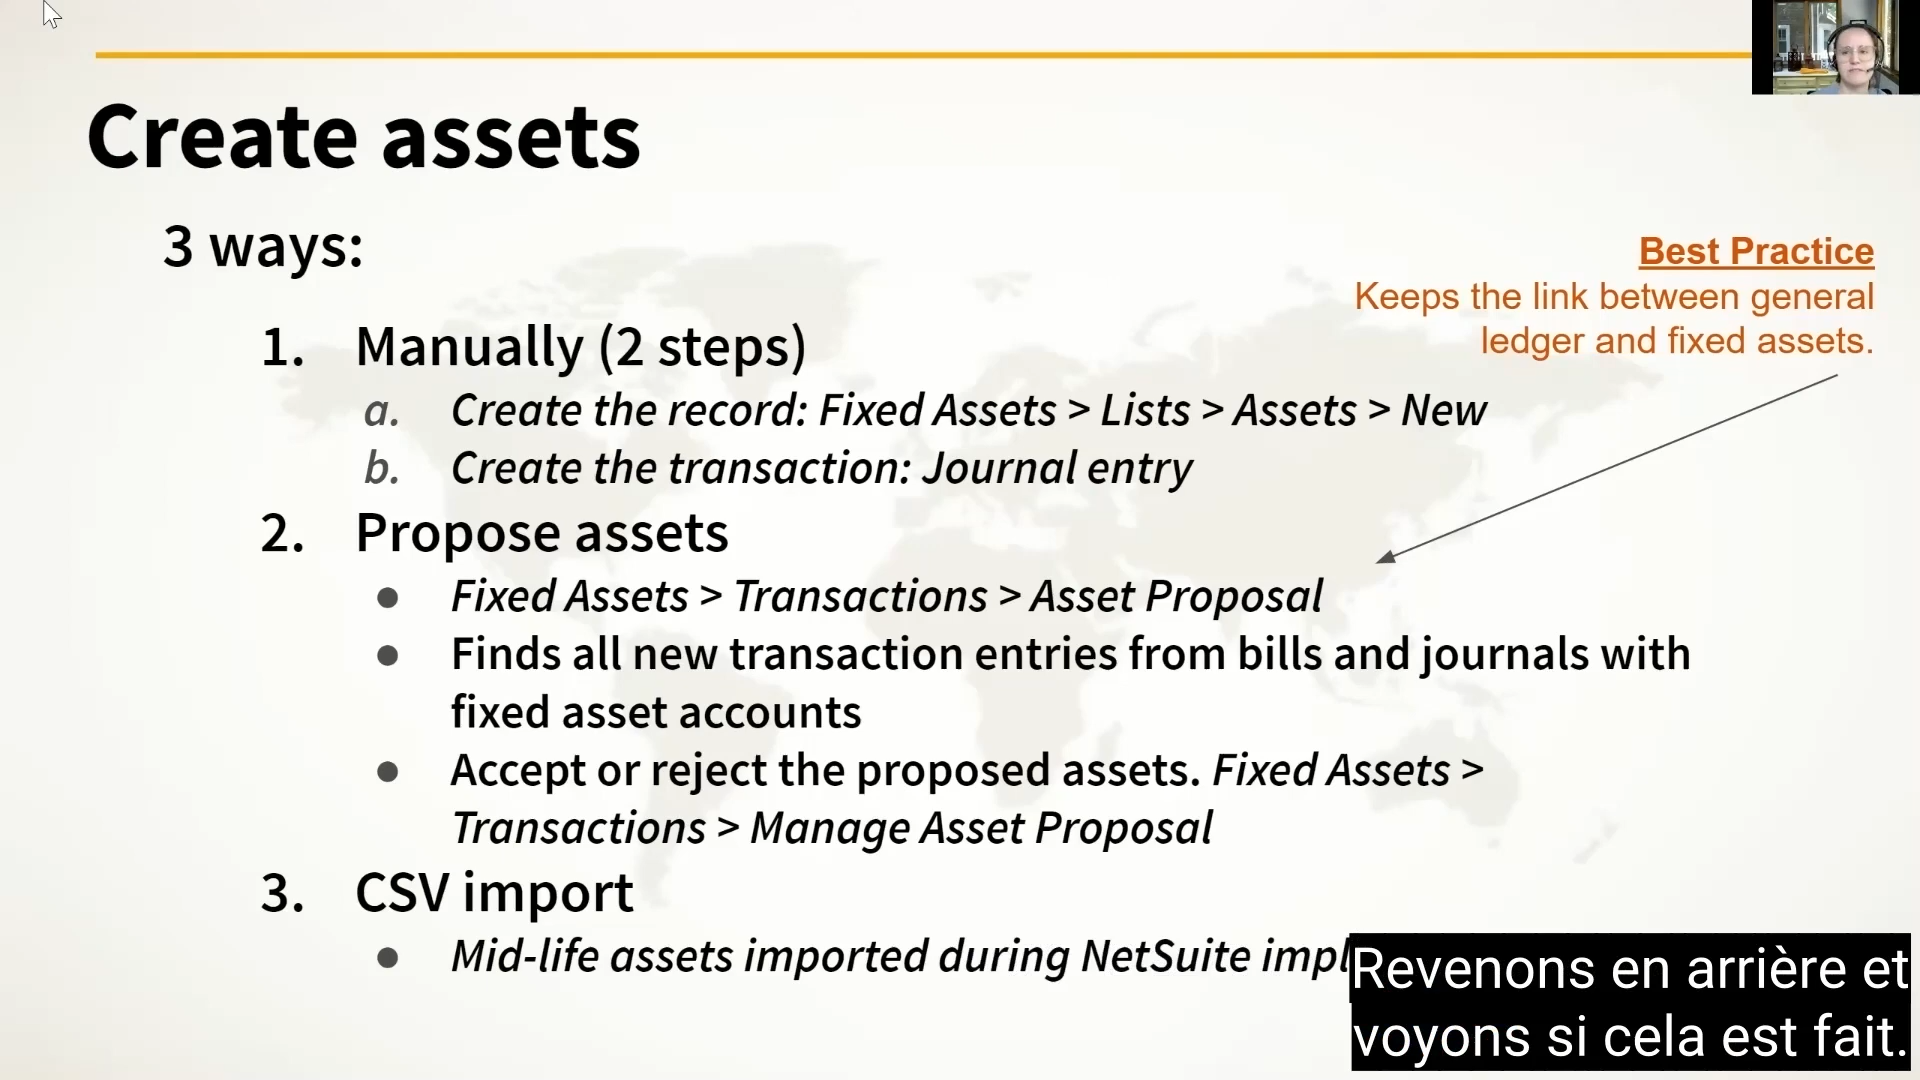 Create assets
3 ways:
Best Practice
Keeps the link between general
ledger and fixed assets.
1. Manually (2 steps)
a. Create the record: Fixed Assets > Lists > Assets > New
b. Create the transaction: Journal entry
2. Propose assets
● Fixed Assets > Transactions > Asset Proposal
● Finds all new transaction entries from bills and journals with
fixed asset accounts
● Accept or reject the proposed assets. Fixed Assets >
Transactions > Manage Asset Proposal
3. CSV import
● Mid-life assets imported during NetSuite
Revenons en arrière et
voyons si cela est fait.